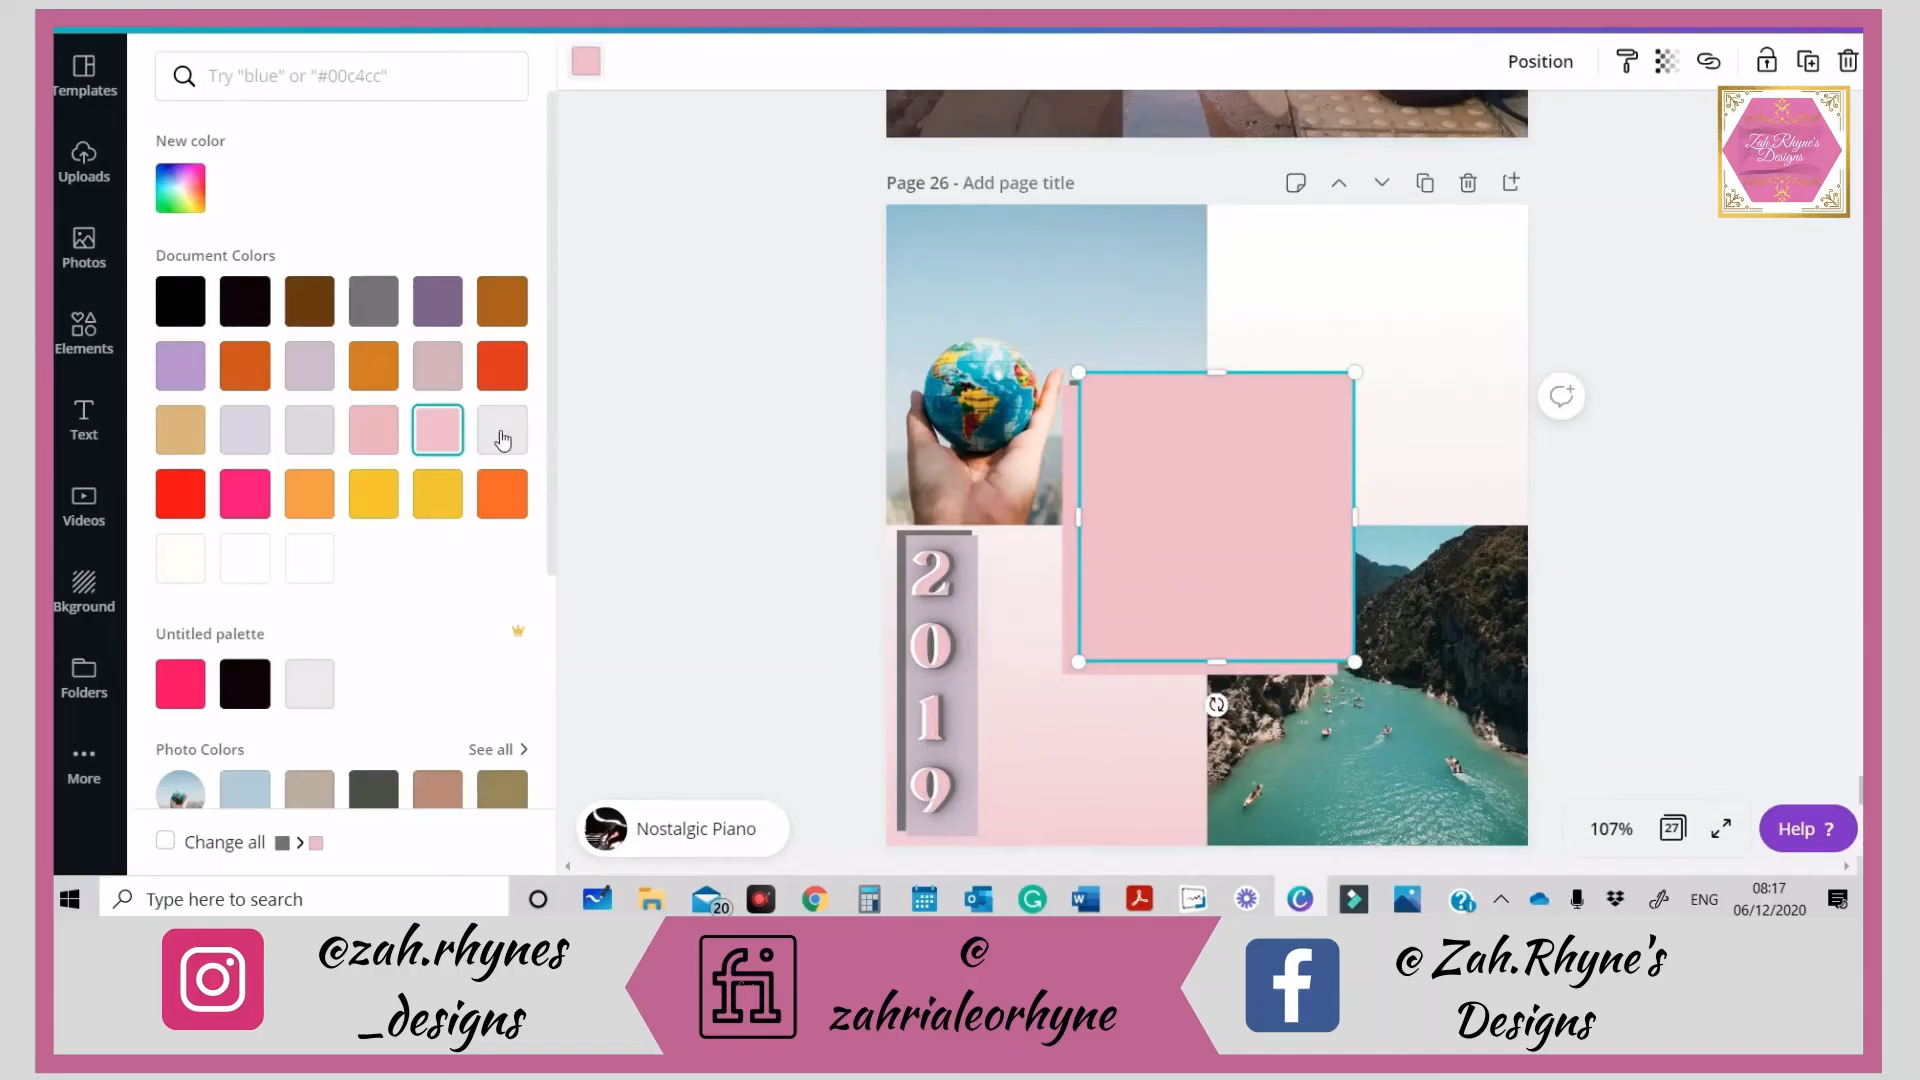 Templates
Uploads
Photos
Elements
Text
Videos
Bkground
Folders
More
Try "blue" or "#00c4cc"
New color
Document Colors
Untitled palette
Photo Colors
See all
Change all
Position
Zah.Rhyne's
Designs
Page 26 - Add page title
2
0
1
9
Nostalgic Piano
107%
27
Help ?
Type here to search
20
ENG
08:17
06/12/2020
@zah.rhynes
_designs
fi
@
zahrialeorhyne
f
@ Zah.Rhyne's
Designs